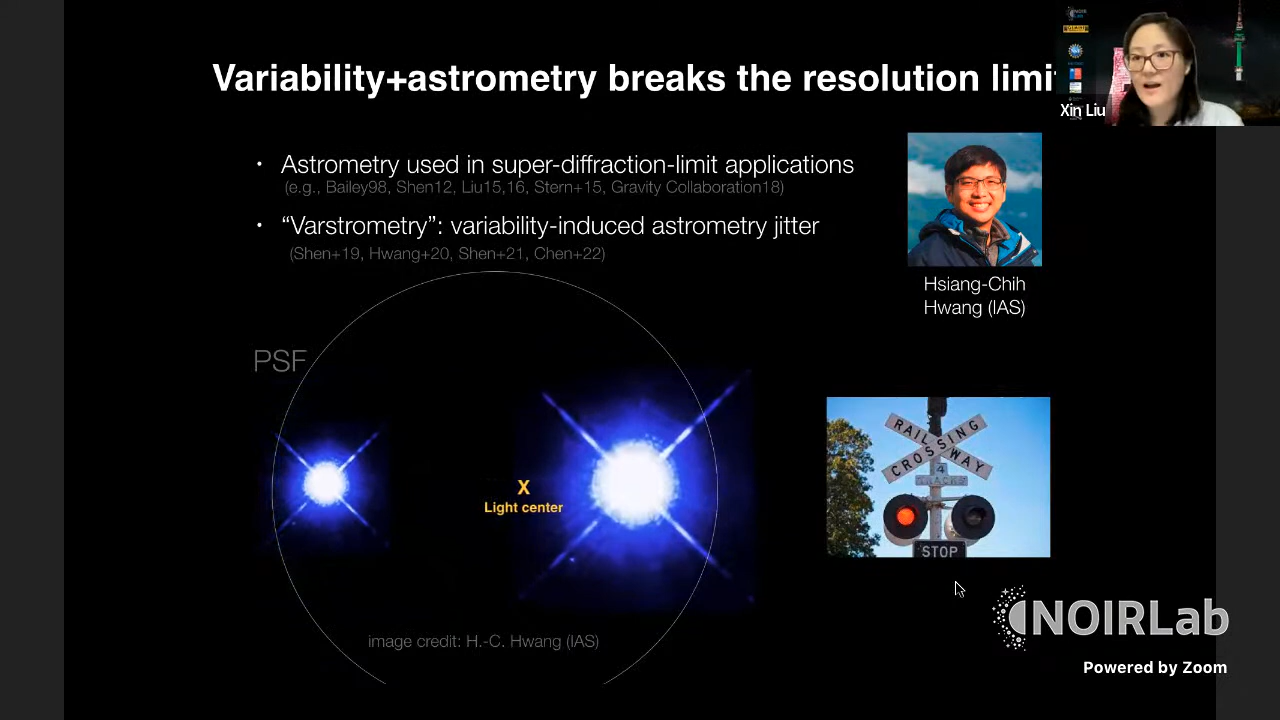 Variability+astrometry breaks the resolution limit
Xin Liu
• Astrometry used in super-diffraction-limit applications
(e.g., Bailey98, Shen12, Liu15,16, Stern+15, Gravity Collaboration18)
• “Varstrometry”: variability-induced astrometry jitter
(Shen+19, Hwang+20, Shen+21, Chen+22)
Hsiang-Chih
Hwang (IAS)
PSF
X
Light center
RAIL WAY
CROSSING
4
TRACKS
STOP
image credit: H.-C. Hwang (IAS)
NOIRLab
Powered by Zoom